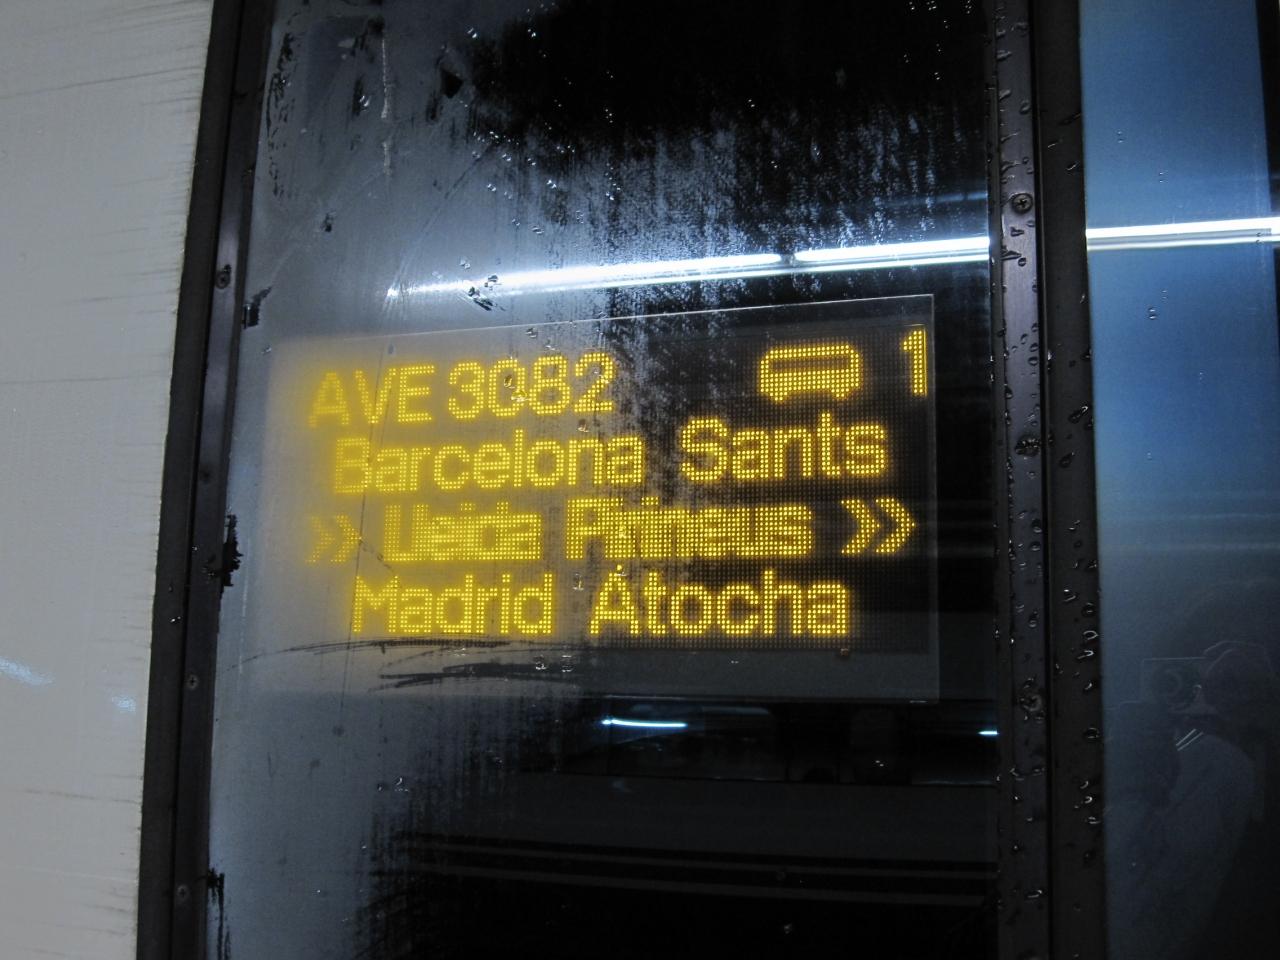 AVE 3082 1
Barcelona Sants
» Lleida Pirineus »
Madrid Atocha